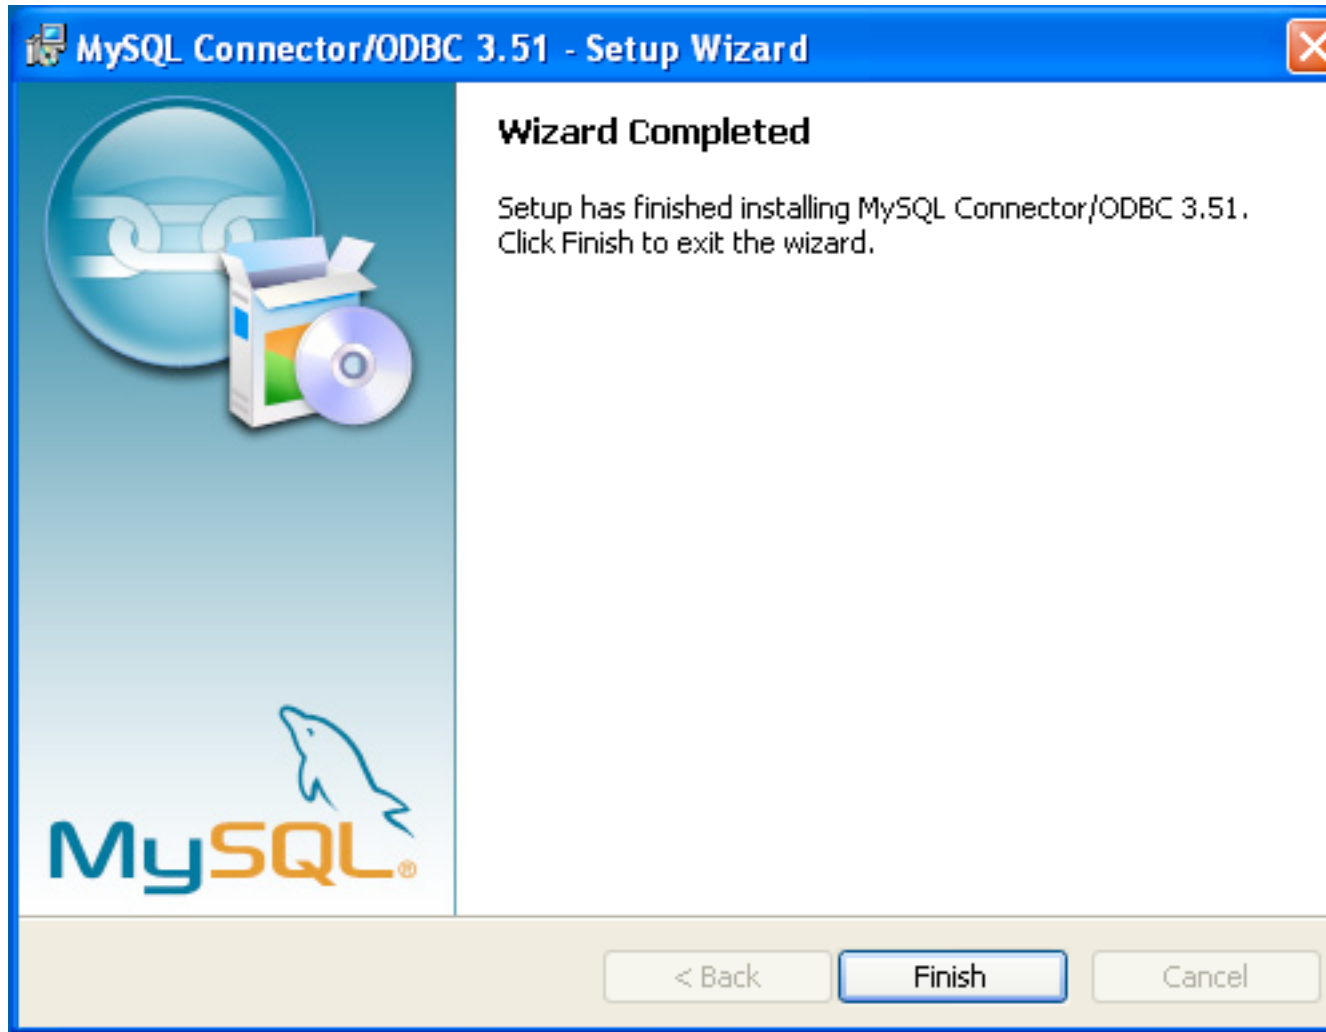 MySQL Connector/ODBC 3.51 - Setup Wizard
Wizard Completed
Setup has finished installing MySQL Connector/ODBC 3.51.
Click Finish to exit the wizard.
MySQL®
< Back
Finish
Cancel